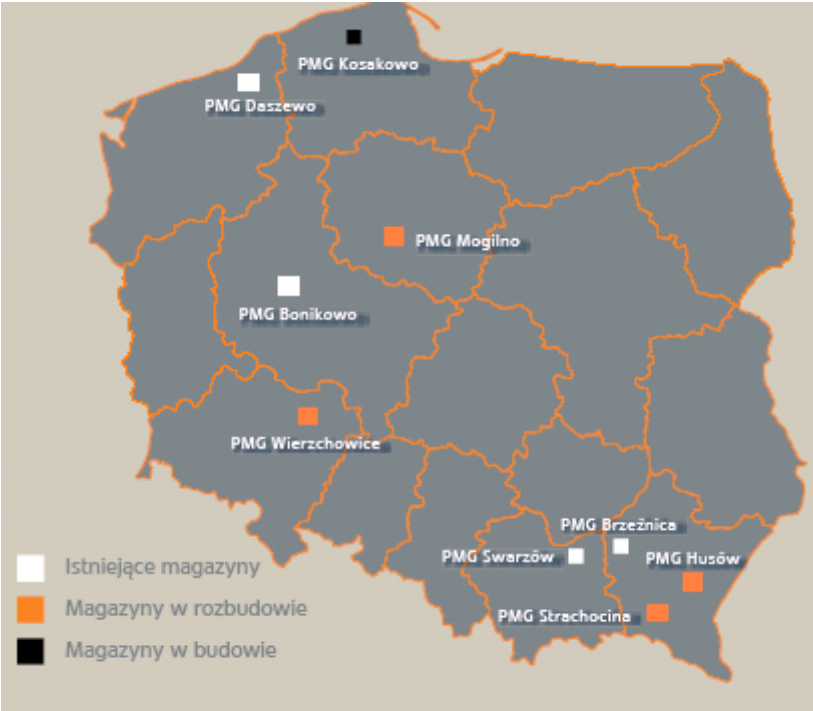 PMG Kosakowo
PMG Daszewo
PMG Mogilno
PMG Bonikowo
PMG Wierzchowice
PMG Brzeźnica
PMG Swarzów
PMG Husów
PMG Strachocina
Istniejące magazyny
Magazyny w rozbudowie
Magazyny w budowie